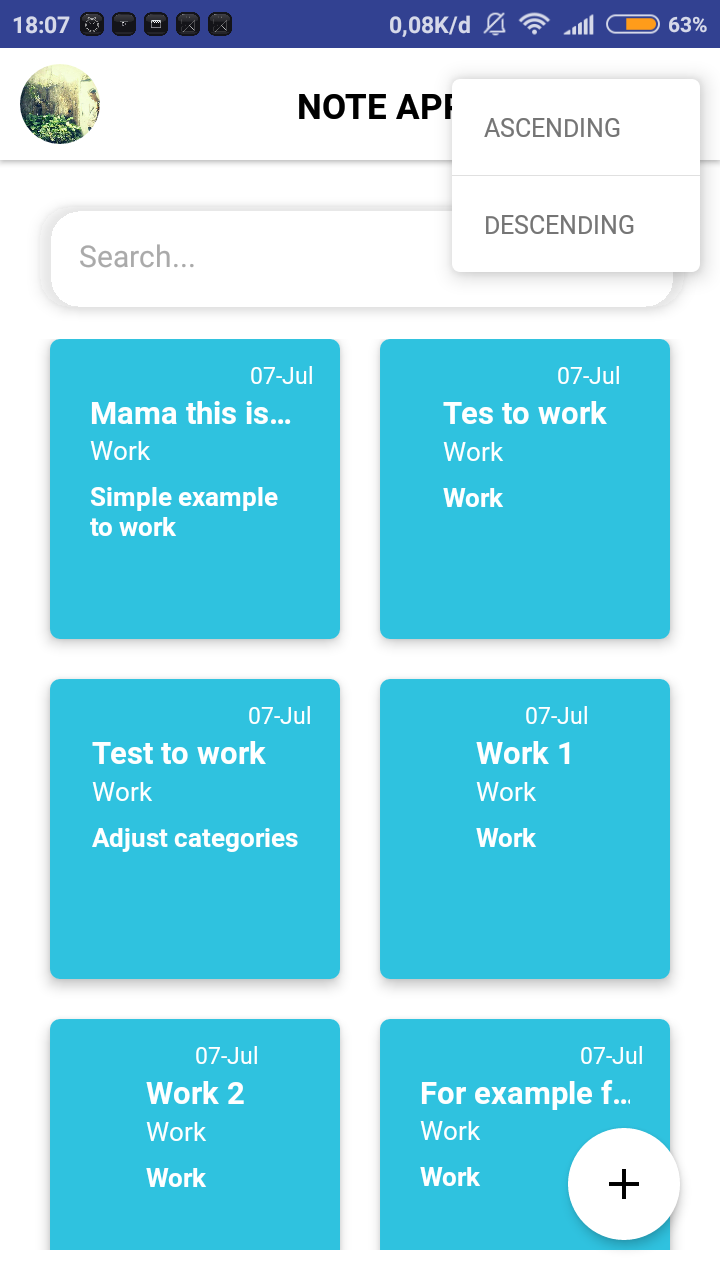 18:07 0,08K/d 63%
NOTE APP
ASCENDING
DESCENDING
Search...
07-Jul
Mama this is...
Work
Simple example
to work
07-Jul
Tes to work
Work
Work
07-Jul
Test to work
Work
Adjust categories
07-Jul
Work 1
Work
Work
07-Jul
Work 2
Work
Work
07-Jul
For example f...
Work
Work